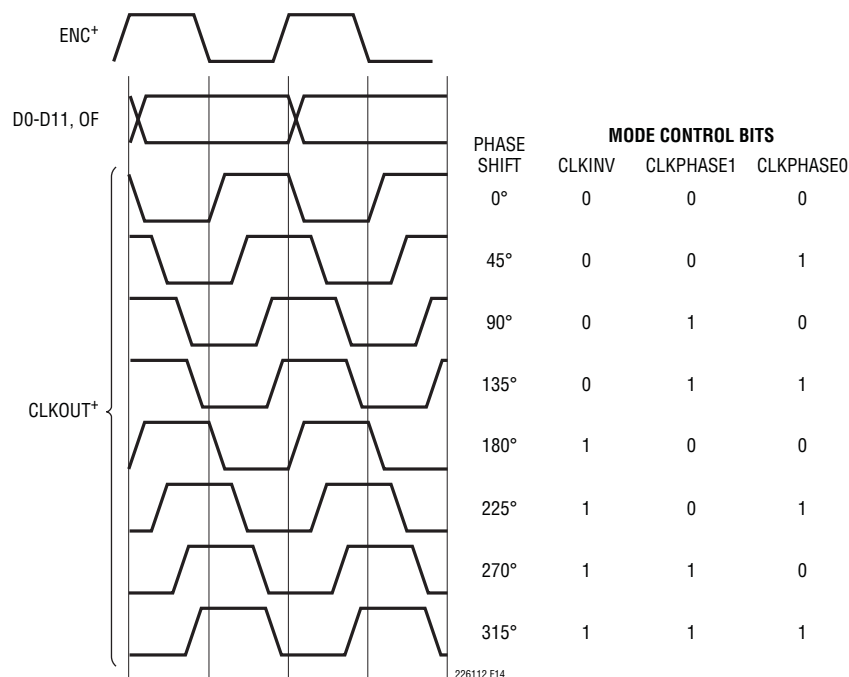 ENC+
D0-D11, OF
CLKOUT+
PHASE SHIFT
MODE CONTROL BITS
CLKINV CLKPHASE1 CLKPHASE0
0° 0 0 0
45° 0 0 1
90° 0 1 0
135° 0 1 1
180° 1 0 0
225° 1 0 1
270° 1 1 0
315° 1 1 1
226112 F14